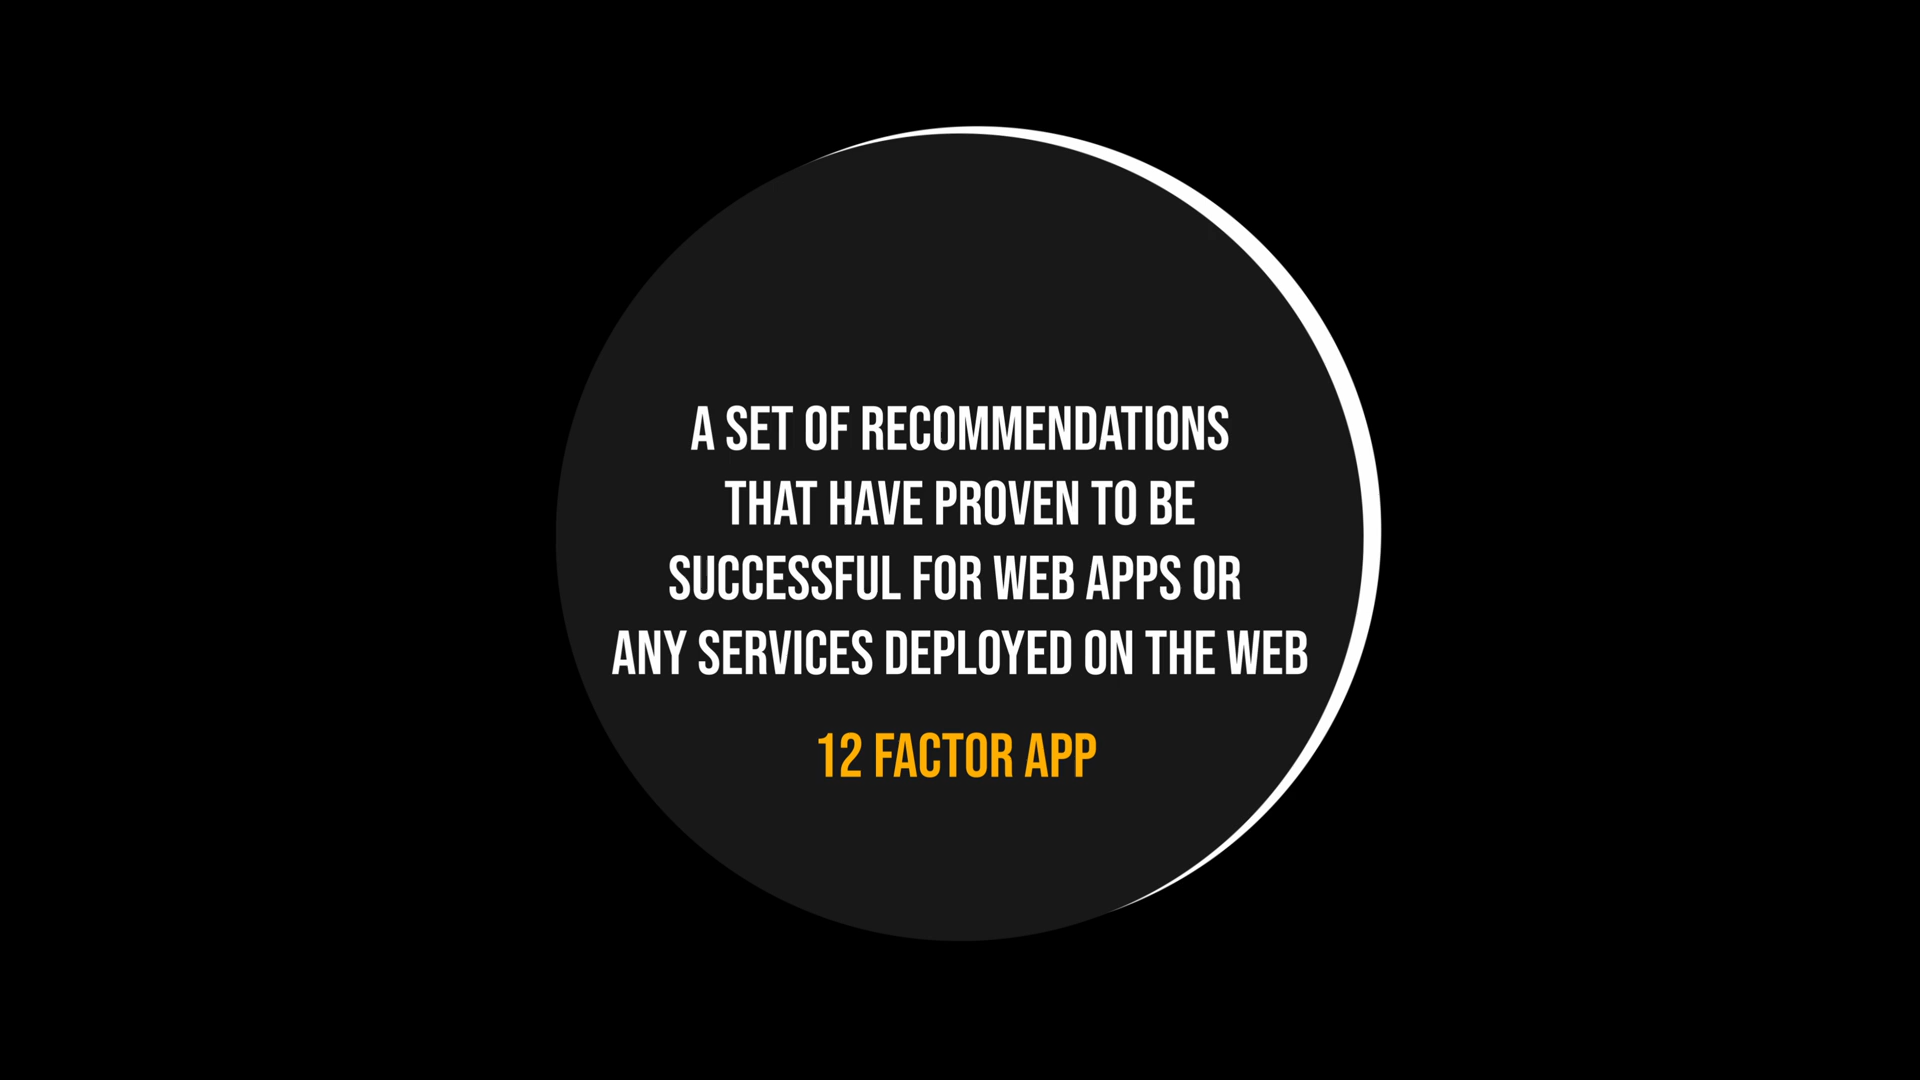 A SET OF RECOMMENDATIONS
THAT HAVE PROVEN TO BE
SUCCESSFUL FOR WEB APPS OR
ANY SERVICES DEPLOYED ON THE WEB
12 FACTOR APP